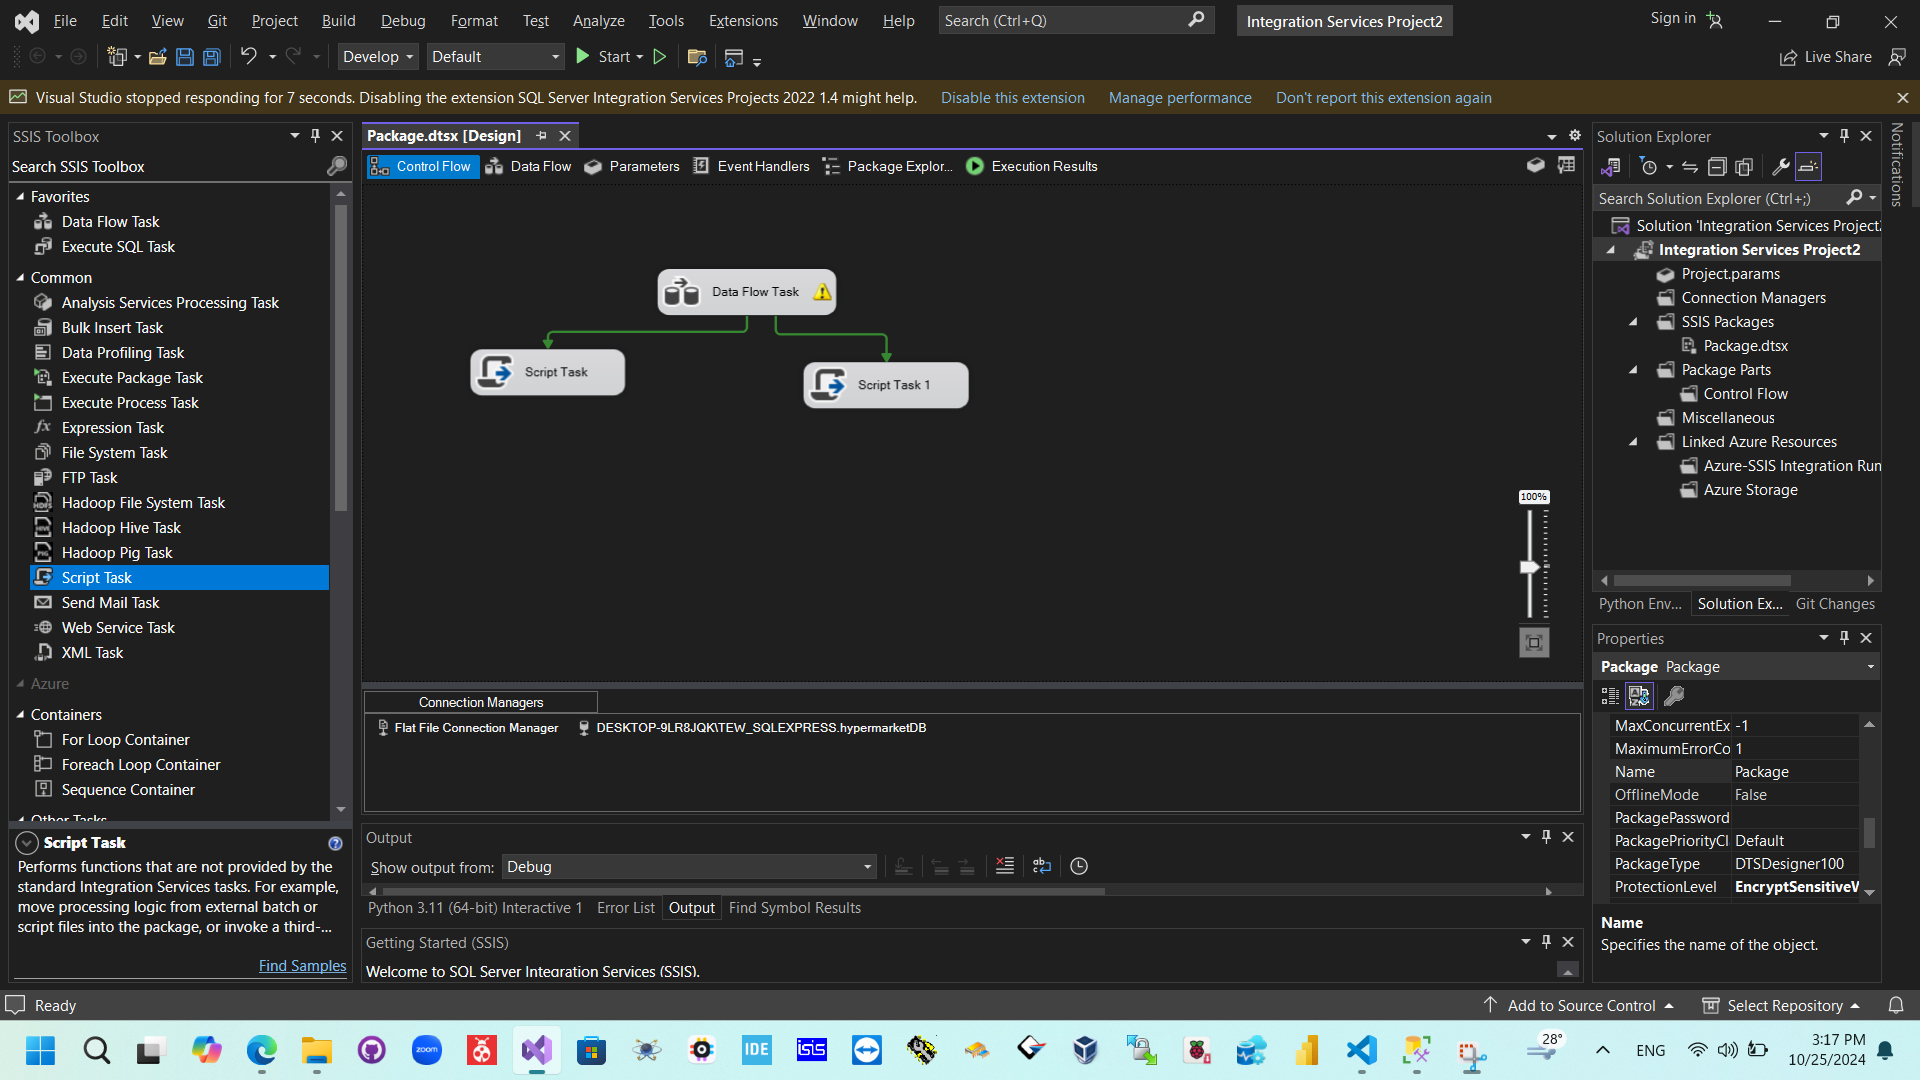 File Edit View Git Project Build Debug Format Test Analyze Tools Extensions Window Help Search (Ctrl+Q) Integration Services Project2 Sign in
Develop Default Start Live Share
Visual Studio stopped responding for 7 seconds. Disabling the extension SQL Server Integration Services Projects 2022 1.4 might help. Disable this extension Manage performance Don't report this extension again
SSIS Toolbox
Search SSIS Toolbox
Favorites
Data Flow Task
Execute SQL Task
Common
Analysis Services Processing Task
Bulk Insert Task
Data Profiling Task
Execute Package Task
Execute Process Task
Expression Task
File System Task
FTP Task
Hadoop File System Task
Hadoop Hive Task
Hadoop Pig Task
Script Task
Send Mail Task
Web Service Task
XML Task
Azure
Containers
For Loop Container
Foreach Loop Container
Sequence Container
Other Tasks
Script Task
Performs functions that are not provided by the
standard Integration Services tasks. For example,
move processing logic from external batch or
script files into the package, or invoke a third-...
Find Samples
Package.dtsx [Design]
Control Flow Data Flow Parameters Event Handlers Package Explor... Execution Results
Data Flow Task
Script Task
Script Task 1
100%
Connection Managers
Flat File Connection Manager DESKTOP-9LR8JQK\TEW_SQLEXPRESS.hypermarketDB
Output
Show output from: Debug
Python 3.11 (64-bit) Interactive 1 Error List Output Find Symbol Results
Getting Started (SSIS)
Welcome to SQL Server Integration Services (SSIS).
Solution Explorer
Search Solution Explorer (Ctrl+;)
Solution 'Integration Services Project2
Integration Services Project2
Project.params
Connection Managers
SSIS Packages
Package.dtsx
Package Parts
Control Flow
Miscellaneous
Linked Azure Resources
Azure-SSIS Integration Run
Azure Storage
Python Env... Solution Ex... Git Changes
Properties
Package Package
MaxConcurrentEx -1
MaximumErrorCo 1
Name Package
OfflineMode False
PackagePassword
PackagePriorityCl Default
PackageType DTSDesigner100
ProtectionLevel EncryptSensitiveW
Name
Specifies the name of the object.
Notifications
Ready Add to Source Control Select Repository
zoom IDE isis 28° ENG 3:17 PM
10/25/2024